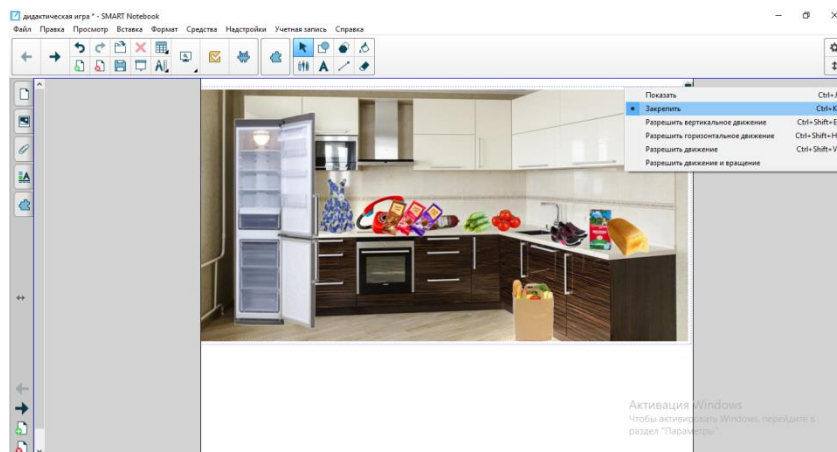 дидактическая игра * - SMART Notebook
Файл Правка Просмотр Вставка Формат Средства Надстройки Учетная запись Справка
Показать Ctrl+J
Закрепить Ctrl+K
Разрешить вертикальное движение Ctrl+Shift+E
Разрешить горизонтальное движение Ctrl+Shift+H
Разрешить движение Ctrl+Shift+V
Разрешить движение и вращение
Активация Windows
Чтобы активировать Windows, перейдите в
раздел "Параметры".